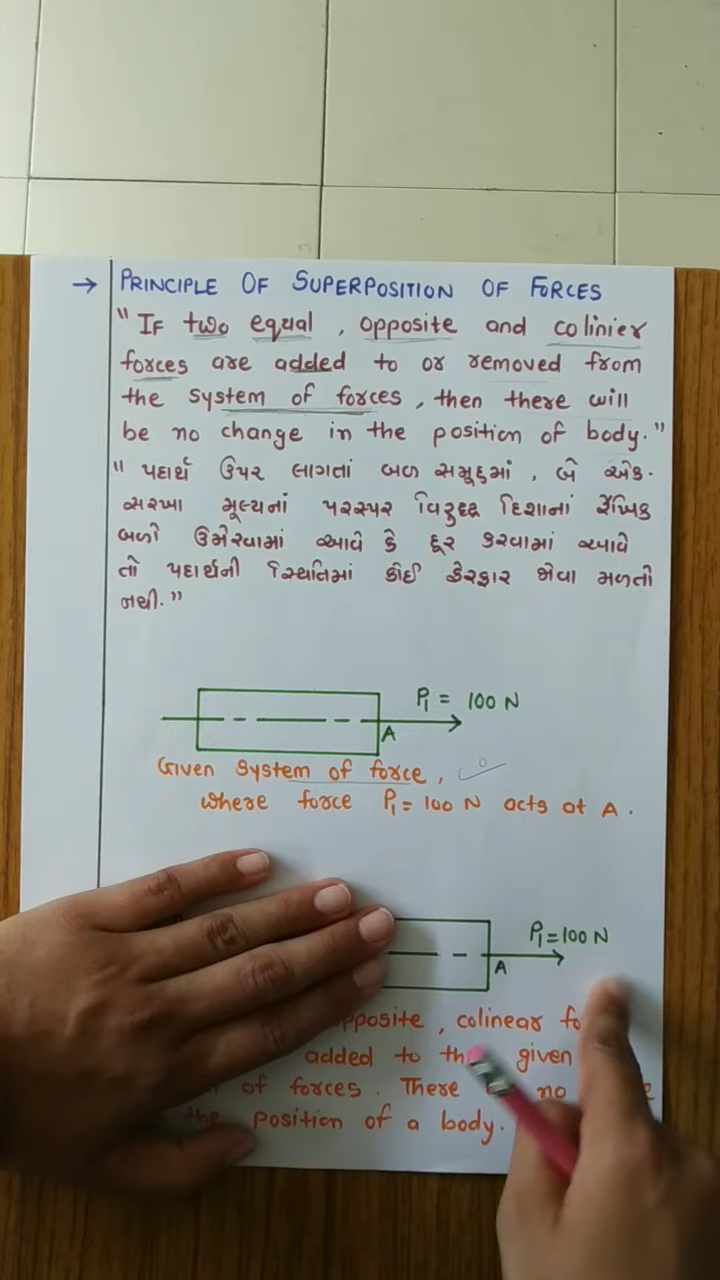 → PRINCIPLE OF SUPERPOSITION OF FORCES
" IF two equal , opposite and colinier
forces are added to or removed from
the system of forces , then there will
be no change in the position of body. "
" પદાર્થ ઉપર લાગતાં બળ સમૂહમાં , બે એક-
સરખા મૂલ્યનાં પરસ્પર વિરુદ્ધ દિશાનાં રૈખિક
બળો ઉમેરવામાં આવે કે દૂર કરવામાં આવે
તો પદાર્થની સ્થિતિમાં કોઈ ફેરફાર જોવા મળતો
નથી. "
P₁ = 100 N
A
Given system of force ,
where force P₁ = 100 N acts at A .
P₁ = 100 N
A
opposite , colinear
added to given
of forces . There no
the position of a body .